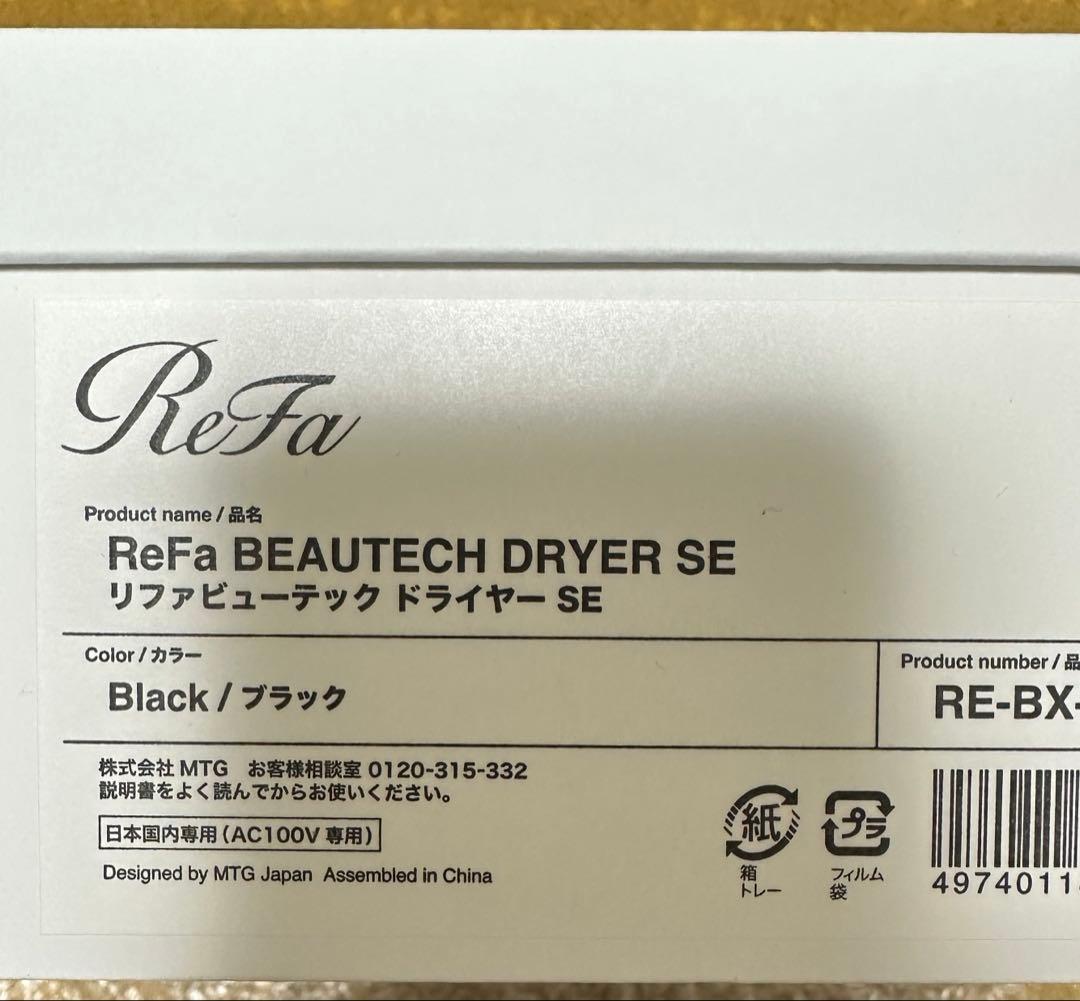 ReFa
Product name / 品名
ReFa BEAUTECH DRYER SE
リファビューテック ドライヤー SE
Color / カラー
Black / ブラック
Product number / 品
RE-BX-
株式会社MTG お客様相談室 0120-315-332
説明書をよく読んでからお使いください。
日本国内専用(AC100V 専用)
Designed by MTG Japan Assembled in China
紙
箱
トレー
プラ
フィルム
袋
4974011